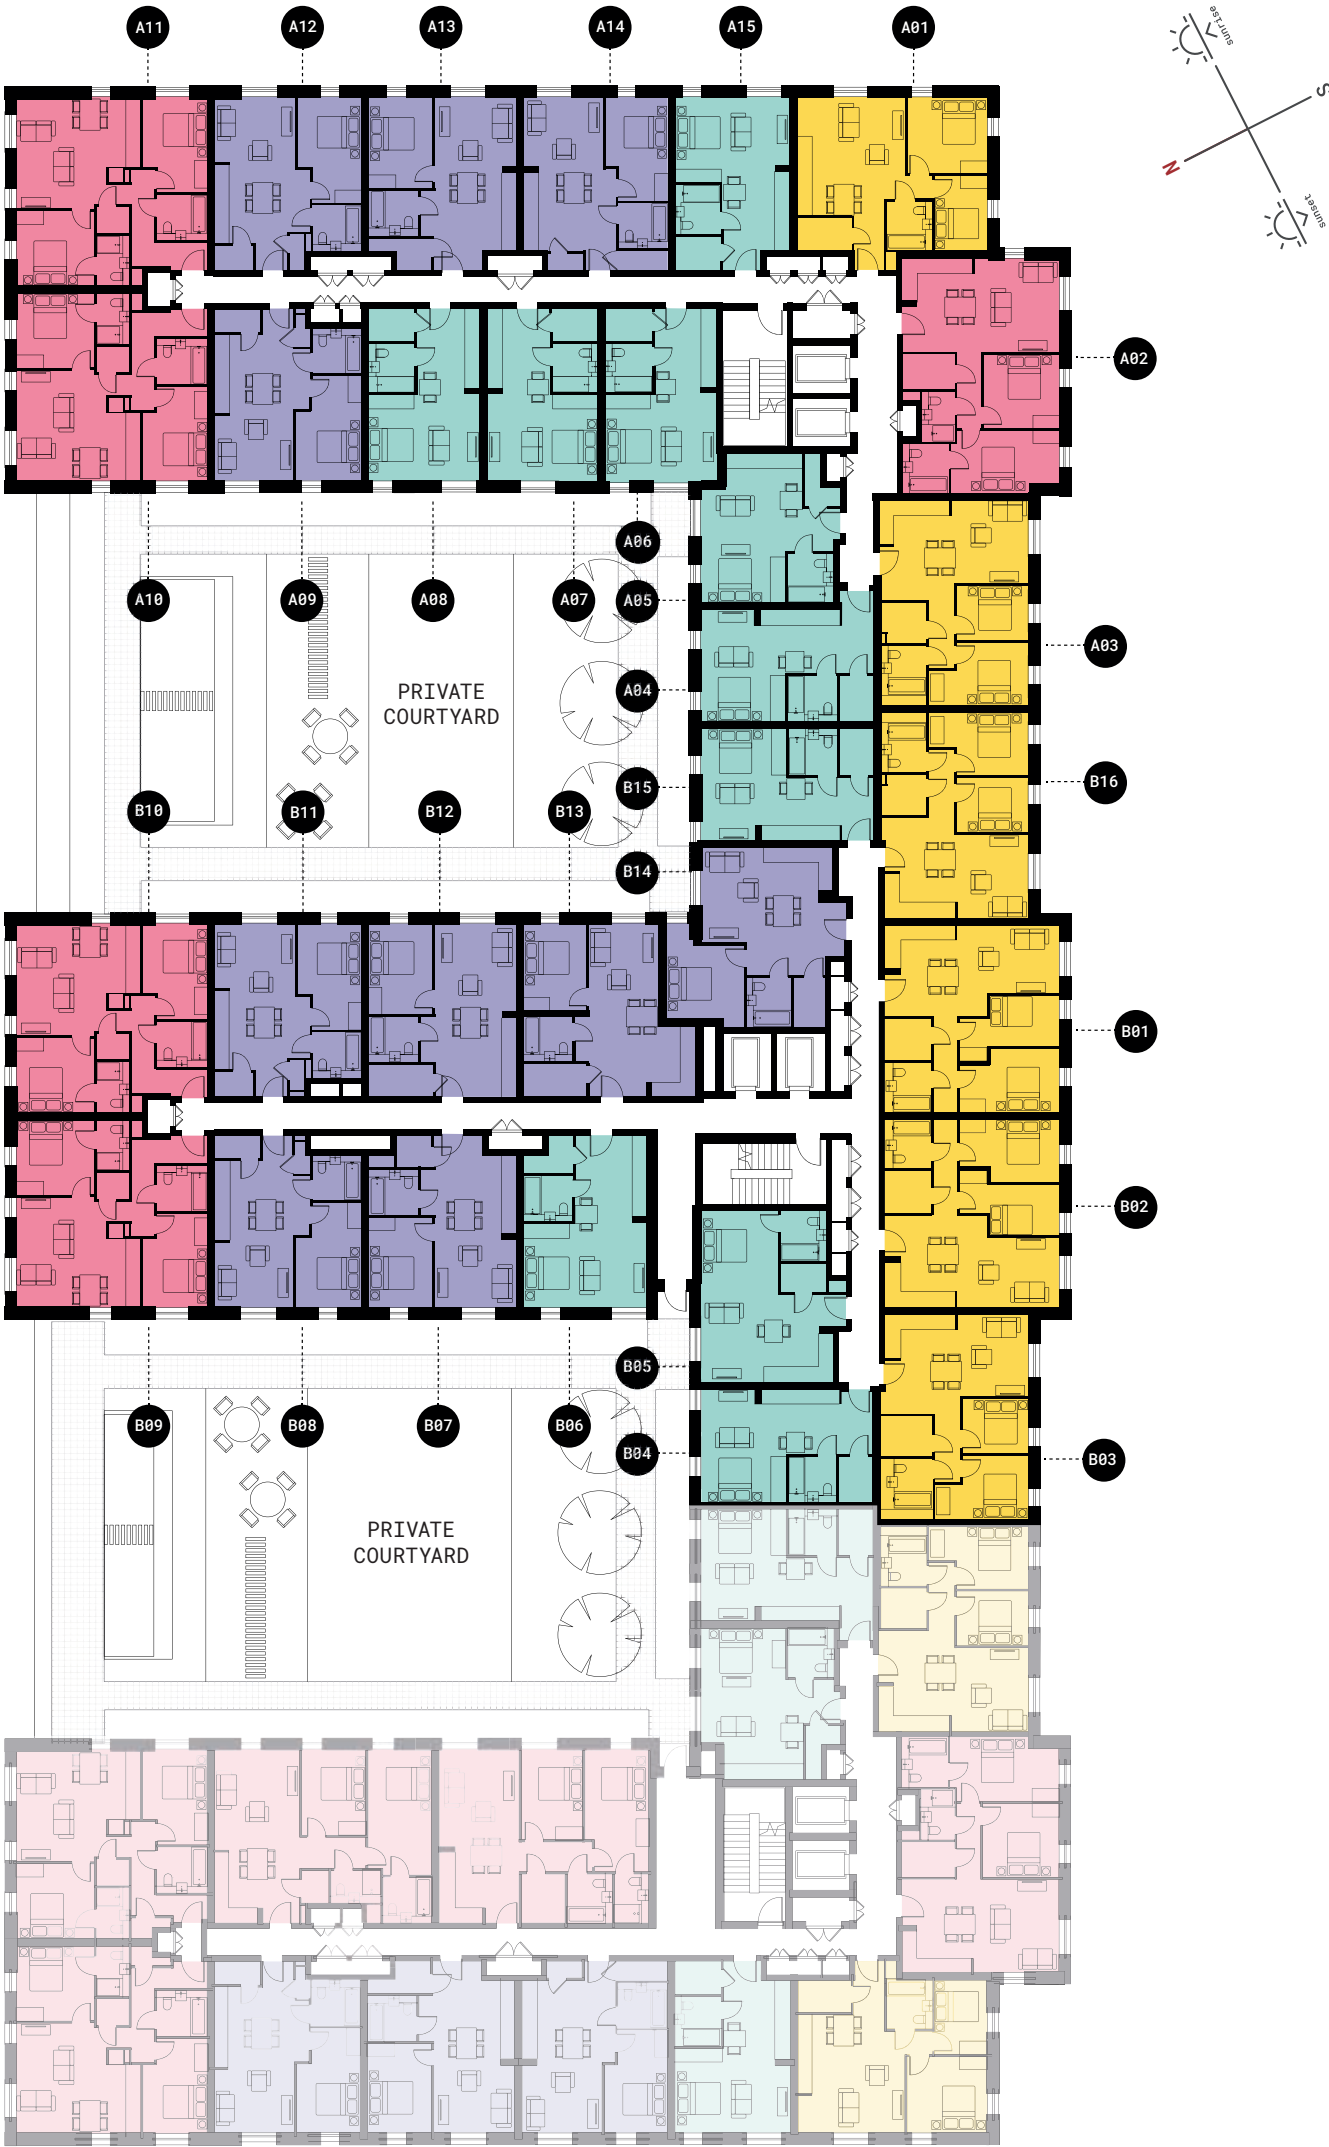 A11
A12
A13
A14
A15
A01
sunrise
S
N
sunset
A02
A06
A10
A09
A08
A07
A05
A03
A04
PRIVATE
COURTYARD
B15
B16
B10
B11
B12
B13
B14
B01
B02
B05
B09
B08
B07
B06
B04
B03
PRIVATE
COURTYARD